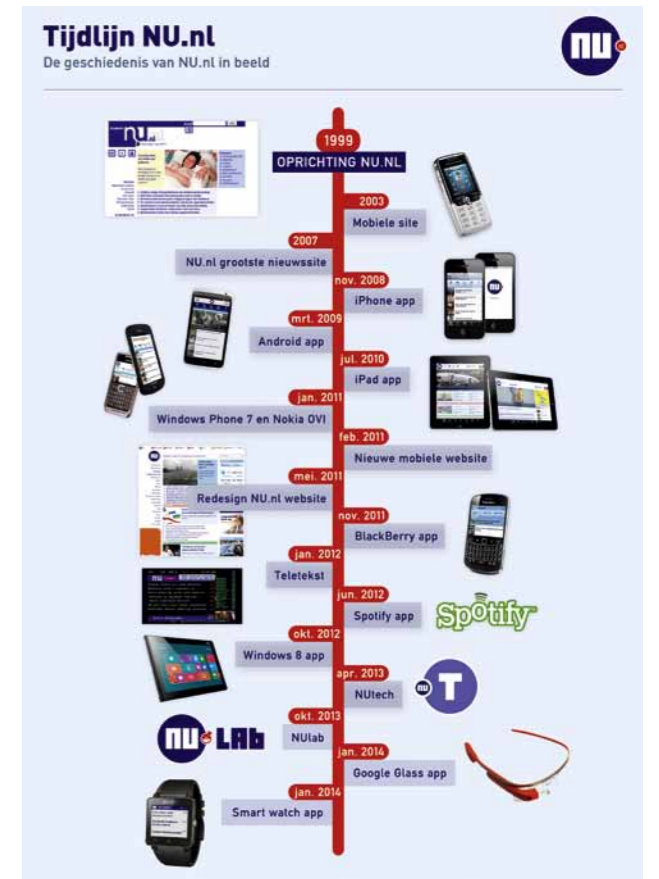 Tijdlijn NU.nl
De geschiedenis van NU.nl in beeld
nu
1999
OPRICHTING NU.NL
nu.nl
2003
Mobiele site
2007
NU.nl grootste nieuwssite
nov. 2008
iPhone app
mrt. 2009
Android app
jul. 2010
iPad app
jan. 2011
Windows Phone 7 en Nokia OVI
feb. 2011
Nieuwe mobiele website
mei. 2011
Redesign NU.nl website
nov. 2011
BlackBerry app
jan. 2012
Teletekst
jun. 2012
Spotify app
Spotify
okt. 2012
Windows 8 app
apr. 2013
NUtech
nu T
okt. 2013
NUlab
nu LAb
jan. 2014
Google Glass app
jan. 2014
Smart watch app